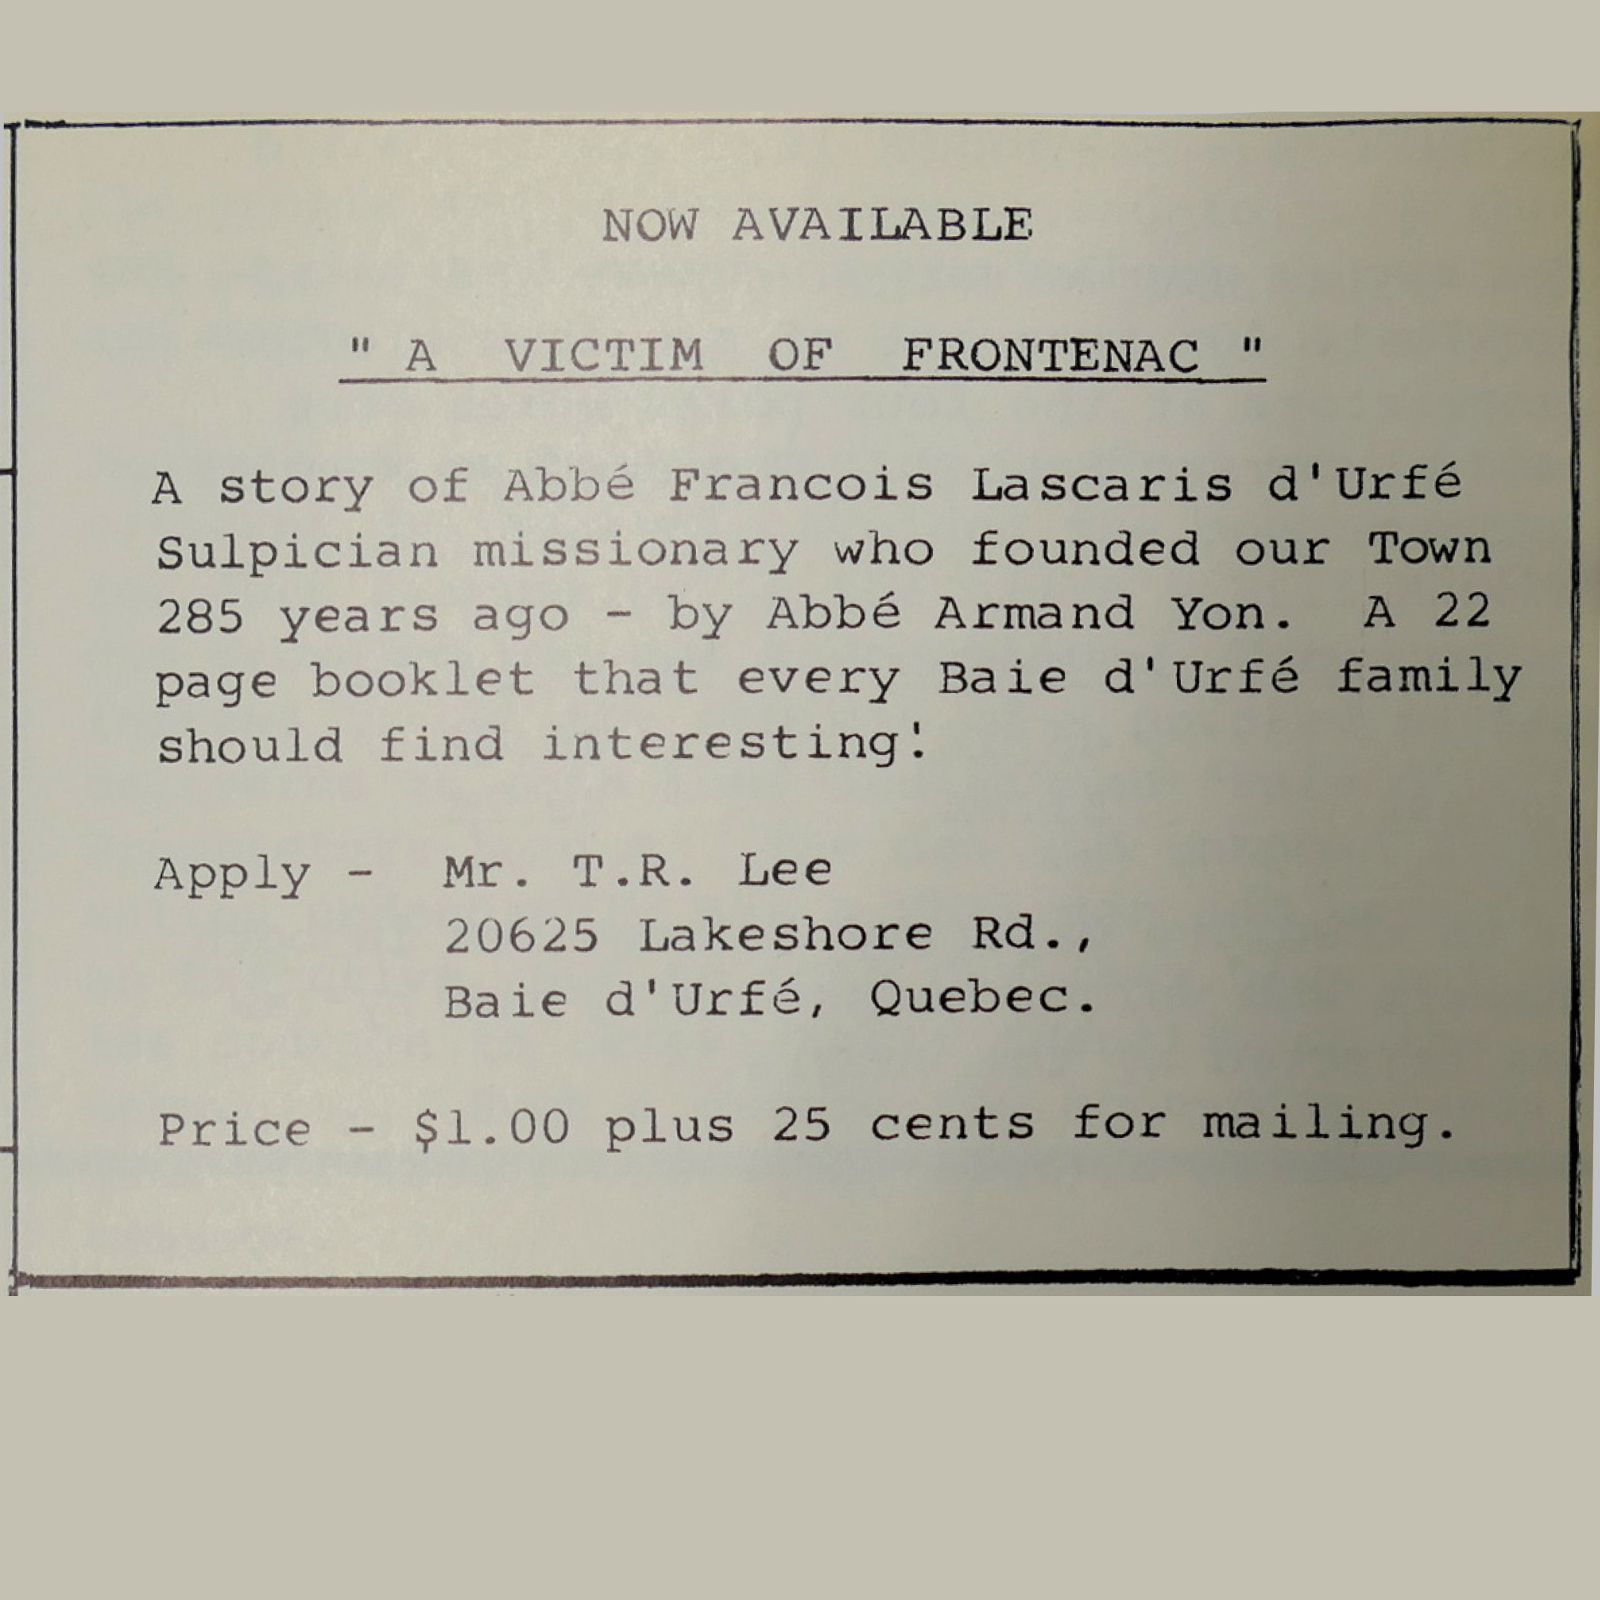 NOW AVAILABLE
" A VICTIM OF FRONTENAC "
A story of Abbé Francois Lascaris d'Urfé
Sulpician missionary who founded our Town
285 years ago - by Abbé Armand Yon. A 22
page booklet that every Baie d'Urfé family
should find interesting!
Apply - Mr. T.R. Lee
20625 Lakeshore Rd.,
Baie d'Urfé, Quebec.
Price - $1.00 plus 25 cents for mailing.